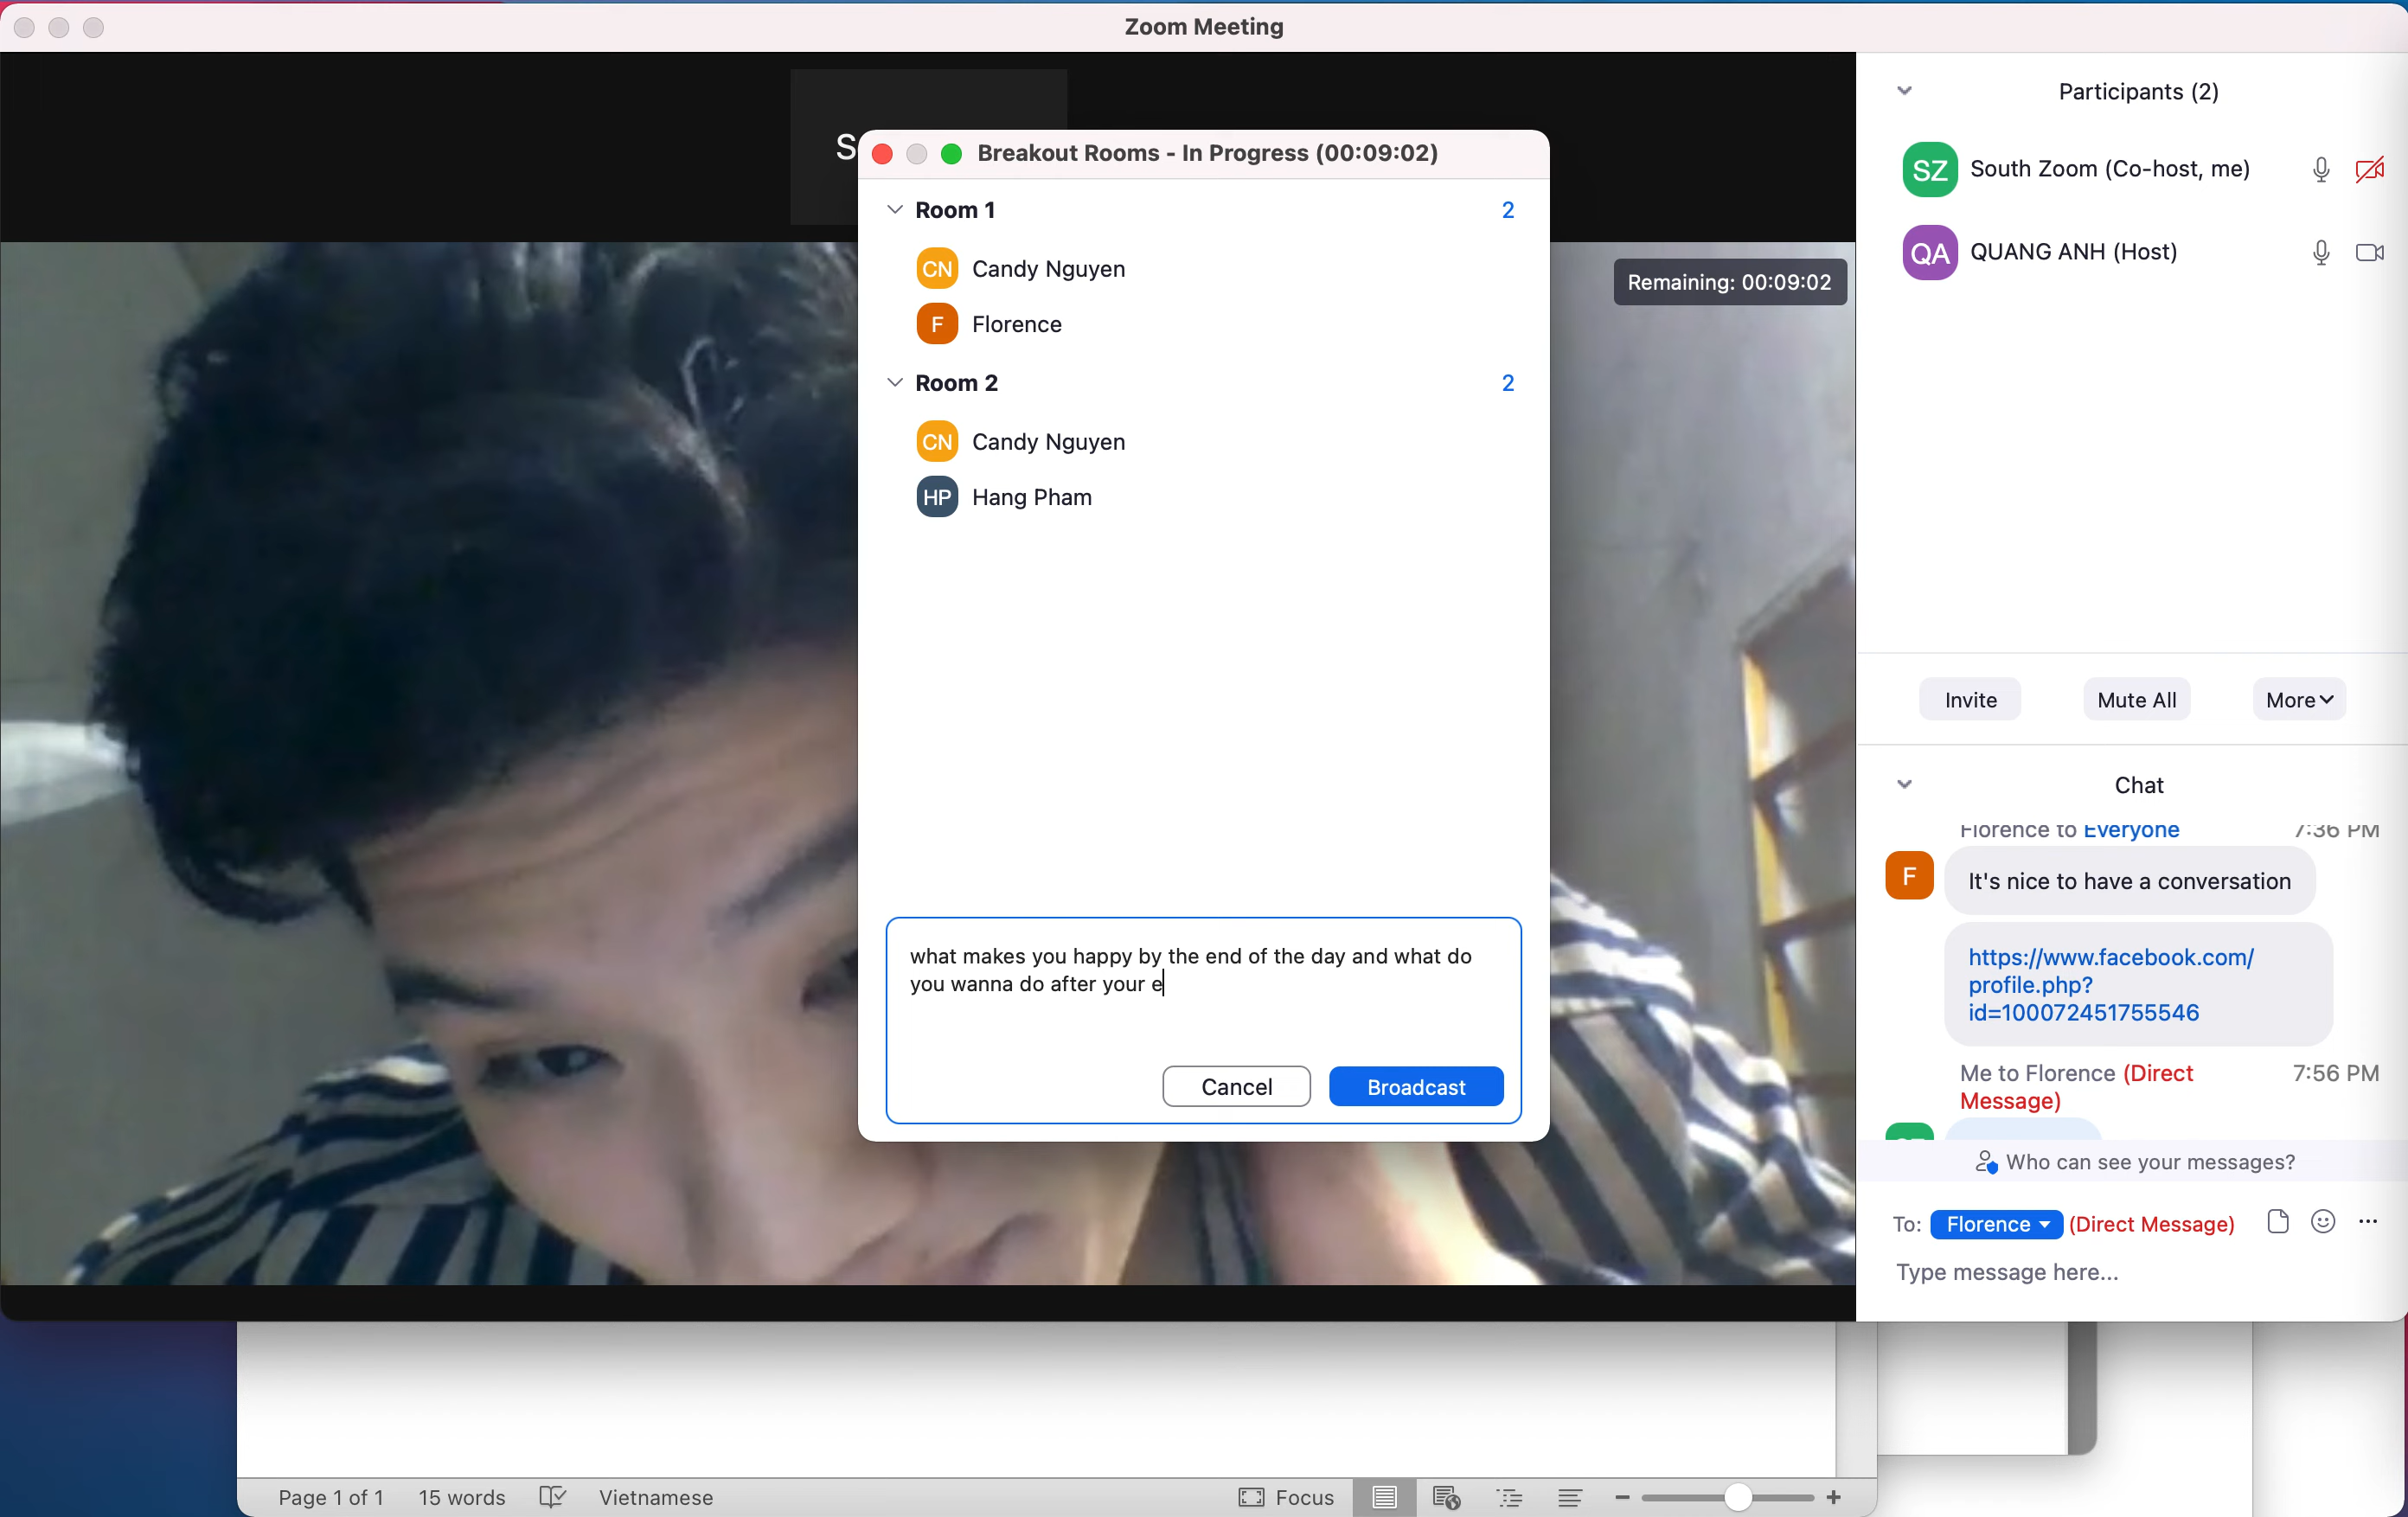 Zoom Meeting
S
Breakout Rooms - In Progress (00:09:02)
Room 1 2
CN Candy Nguyen
F Florence
Room 2 2
CN Candy Nguyen
HP Hang Pham
what makes you happy by the end of the day and what do
you wanna do after your e
Cancel Broadcast
Remaining: 00:09:02
Participants (2)
SZ South Zoom (Co-host, me)
QA QUANG ANH (Host)
Invite Mute All More
Chat
Florence to Everyone 7:36 PM
F It's nice to have a conversation
https://www.facebook.com/
profile.php?
id=100072451755546
Me to Florence (Direct 7:56 PM
Message)
Who can see your messages?
To: Florence (Direct Message)
Type message here...
Page 1 of 1 15 words Vietnamese Focus